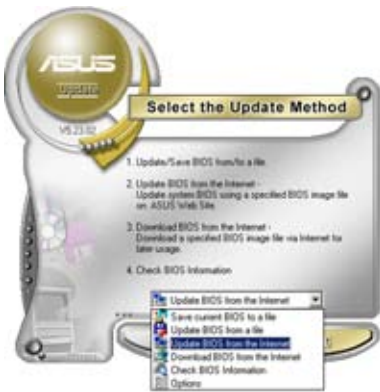 ASUS
Update
V5.23.02
Select the Update Method
1. Update/Save BIOS from/to a file.
2. Update BIOS from the Internet -
Update system BIOS using a specified BIOS image file
on ASUS Web Site.
3. Download BIOS from the Internet -
Download a specified BIOS image file via Internet for
later usage.
4. Check BIOS Information
Update BIOS from the Internet
Save current BIOS to a file
Update BIOS from a file
Update BIOS from the Internet
Download BIOS from the Internet
Check BIOS Information
Options